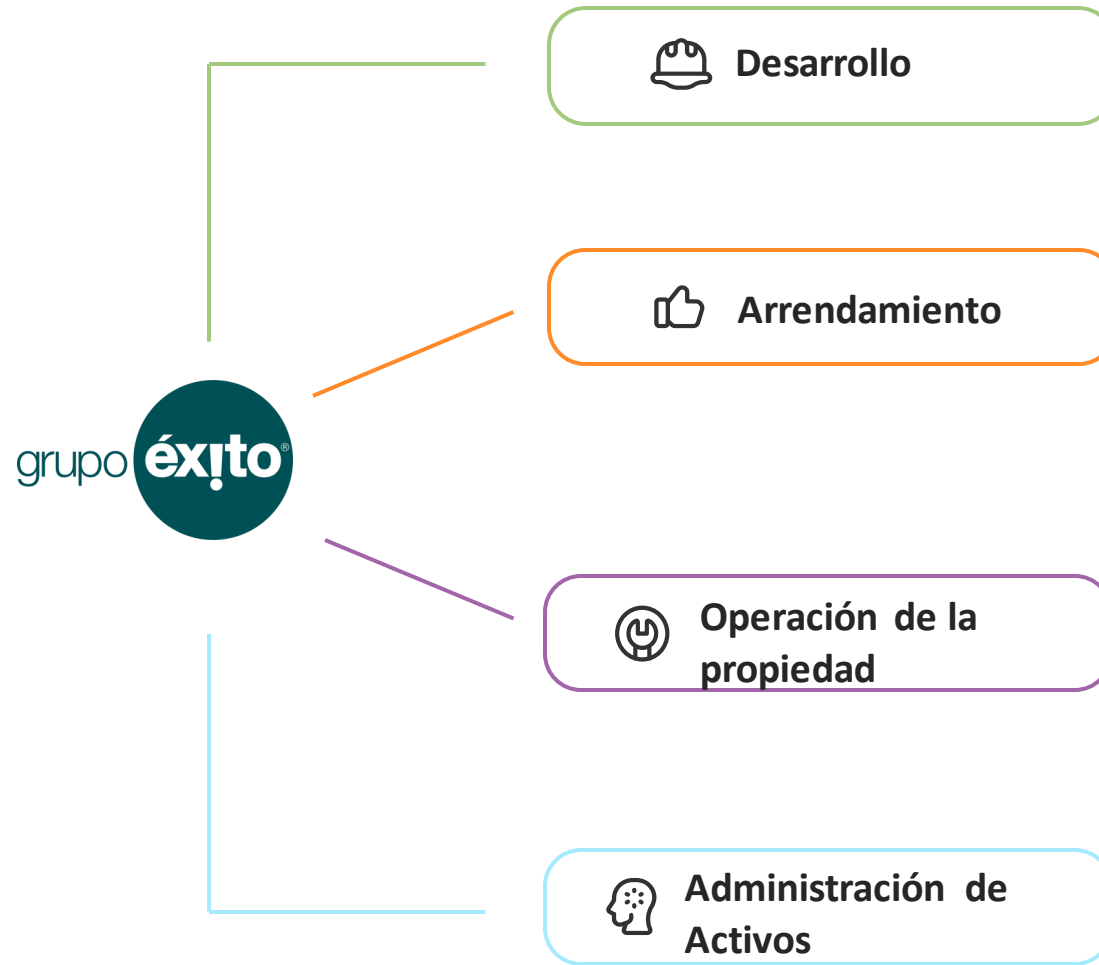 Desarrollo
Arrendamiento
grupo éxito®
Operación de la
propiedad
Administración de
Activos